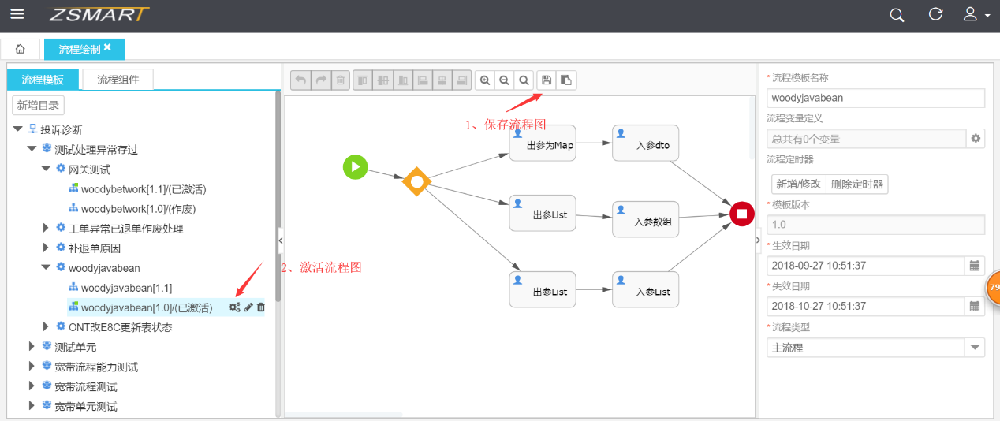 ZSMART
流程绘制
流程模板
流程组件
新增目录
投诉诊断
测试处理异常存过
网关测试
woodybetwork[1.1]/(已激活)
woodybetwork[1.0]/(作废)
工单异常已退单作废处理
补退单原因
woodyjavabean
woodyjavabean[1.1]
woodyjavabean[1.0]/(已激活)
ONT改E8C更新表状态
测试单元
宽带流程能力测试
宽带流程测试
宽带单元测试
1、保存流程图
2、激活流程图
出参为Map
入参dto
出参List
入参数组
出参List
入参List
* 流程模板名称
woodyjavabean
流程变量定义
总共有0个变量
流程定时器
新增/修改
删除定时器
* 模板版本
1.0
* 生效日期
2018-09-27 10:51:37
* 失效日期
2018-10-27 10:51:37
* 流程类型
主流程
79